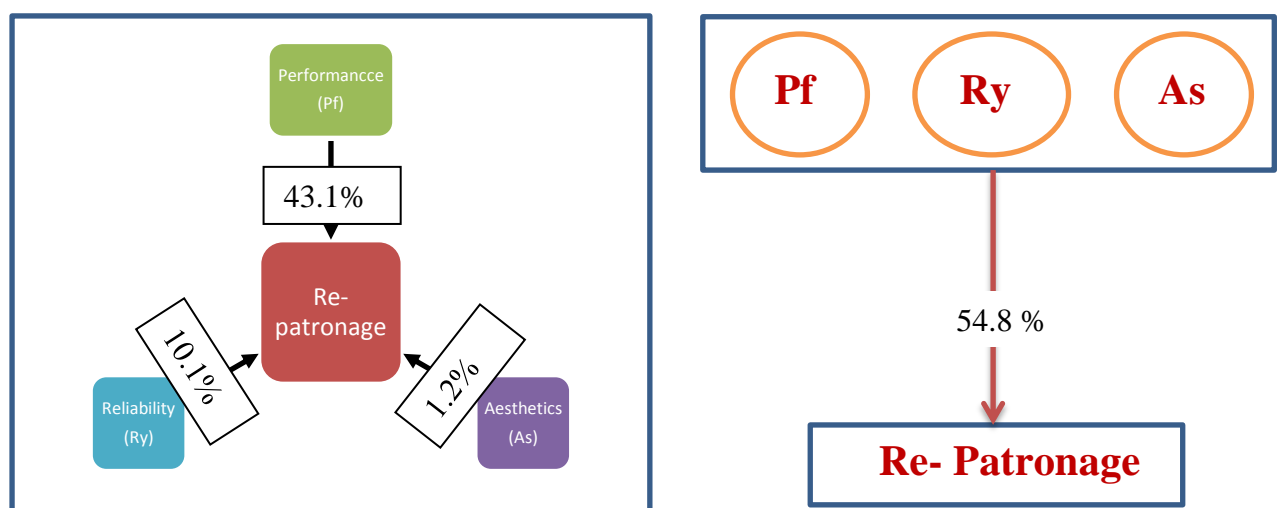 Performancce
(Pf)
43.1%
Re-
patronage
10.1%
1.2%
Reliability
(Ry)
Aesthetics
(As)
Pf
Ry
As
54.8 %
Re- Patronage